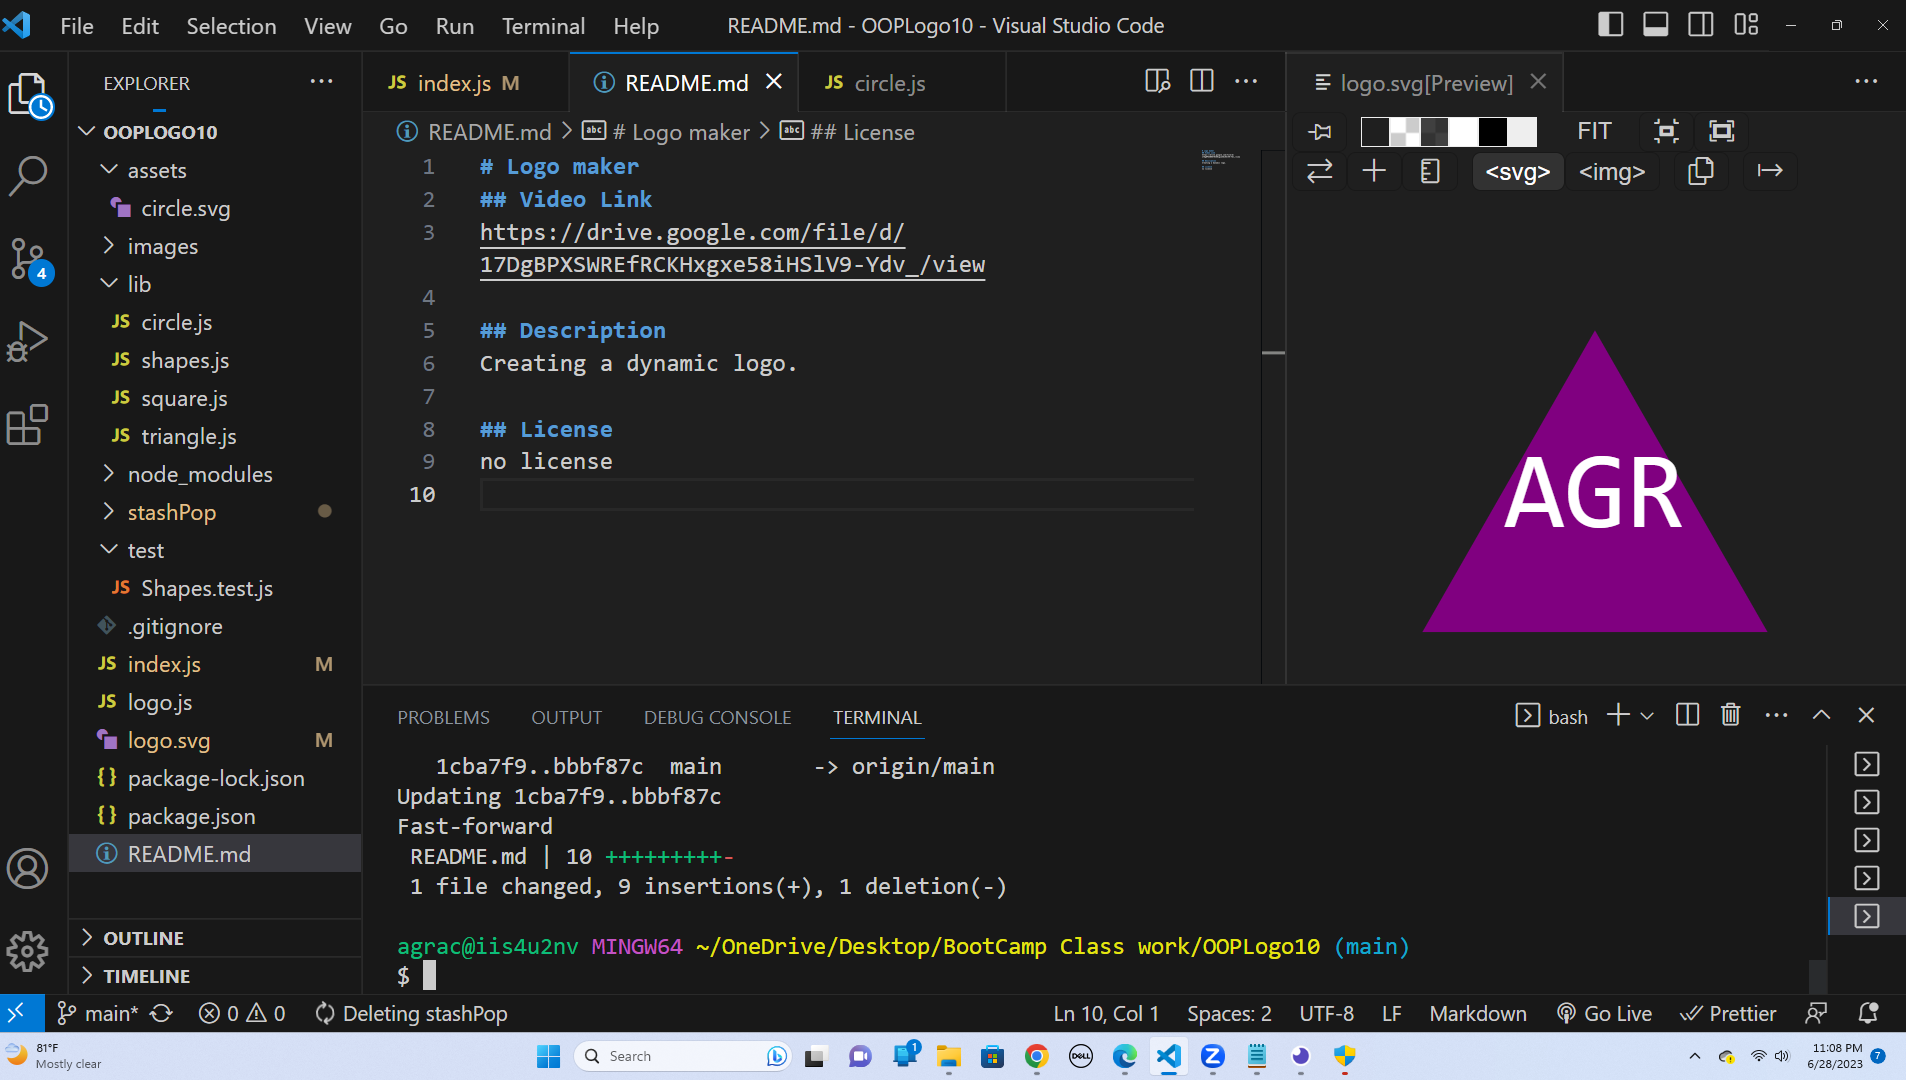 File Edit Selection View Go Run Terminal Help README.md - OOPLogo10 - Visual Studio Code
EXPLORER
OOPLOGO10
assets
circle.svg
images
lib
JS circle.js
JS shapes.js
JS square.js
JS triangle.js
node_modules
stashPop
test
JS Shapes.test.js
.gitignore
JS index.js M
JS logo.js
logo.svg M
{} package-lock.json
{} package.json
README.md
OUTLINE
TIMELINE
4
JS index.js M README.md JS circle.js
README.md > abc # Logo maker > abc ## License
1 # Logo maker
2 ## Video Link
3 https://drive.google.com/file/d/
17DgBPXSWREfRCKHxgxe58iHSlV9-Ydv_/view
4
5 ## Description
6 Creating a dynamic logo.
7
8 ## License
9 no license
10
logo.svg[Preview]
FIT
<svg> <img>
AGR
PROBLEMS OUTPUT DEBUG CONSOLE TERMINAL
bash
1cba7f9..bbbf87c main -> origin/main
Updating 1cba7f9..bbbf87c
Fast-forward
README.md | 10 +++++++++-
1 file changed, 9 insertions(+), 1 deletion(-)
agrac@iis4u2nv MINGW64 ~/OneDrive/Desktop/BootCamp Class work/OOPLogo10 (main)
$
main* 0 0 Deleting stashPop Ln 10, Col 1 Spaces: 2 UTF-8 LF Markdown Go Live Prettier
81°F
Mostly clear
Search
1
DELL
11:08 PM
6/28/2023
7